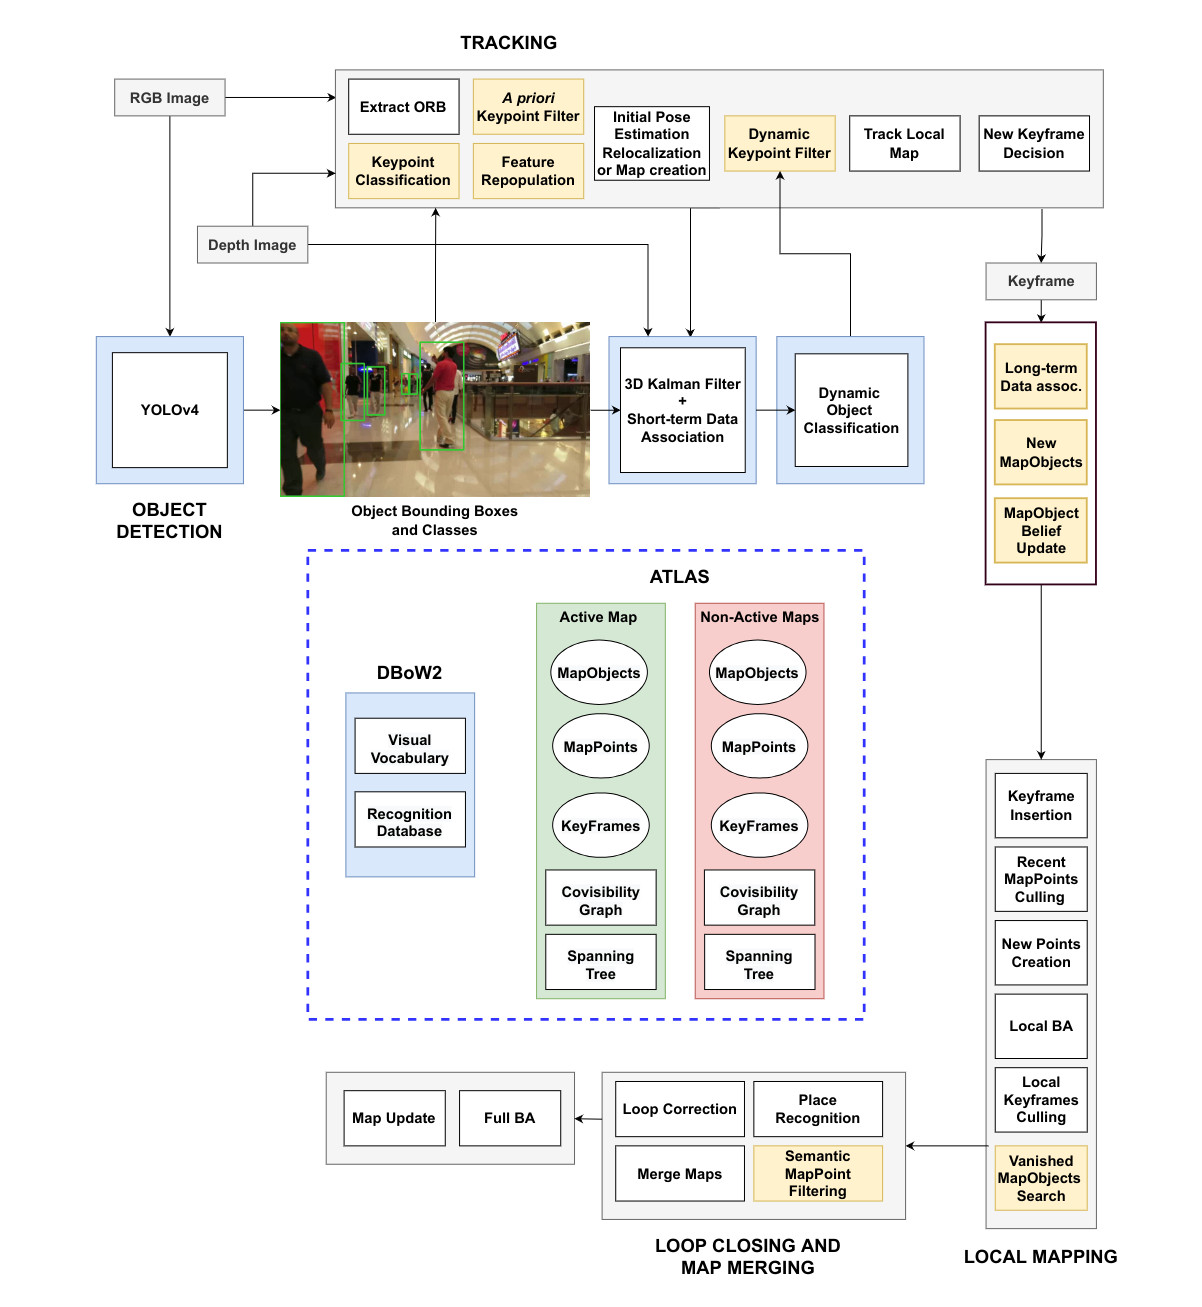 TRACKING
RGB Image
Extract ORB
A priori
Keypoint Filter
Initial Pose
Estimation
Relocalization
or Map creation
Dynamic
Keypoint Filter
Track Local
Map
New Keyframe
Decision
Keypoint
Classification
Feature
Repopulation
Depth Image
Keyframe
YOLOv4
3D Kalman Filter
+
Short-term Data
Association
Dynamic
Object
Classification
Long-term
Data assoc.
New
MapObjects
MapObject
Belief
Update
OBJECT
DETECTION
Object Bounding Boxes
and Classes
ATLAS
DBoW2
Visual
Vocabulary
Recognition
Database
Active Map
MapObjects
MapPoints
KeyFrames
Covisibility
Graph
Spanning
Tree
Non-Active Maps
MapObjects
MapPoints
KeyFrames
Covisibility
Graph
Spanning
Tree
Keyframe
Insertion
Recent
MapPoints
Culling
New Points
Creation
Local BA
Local
Keyframes
Culling
Vanished
MapObjects
Search
LOCAL MAPPING
Loop Correction
Place
Recognition
Merge Maps
Semantic
MapPoint
Filtering
LOOP CLOSING AND
MAP MERGING
Map Update
Full BA